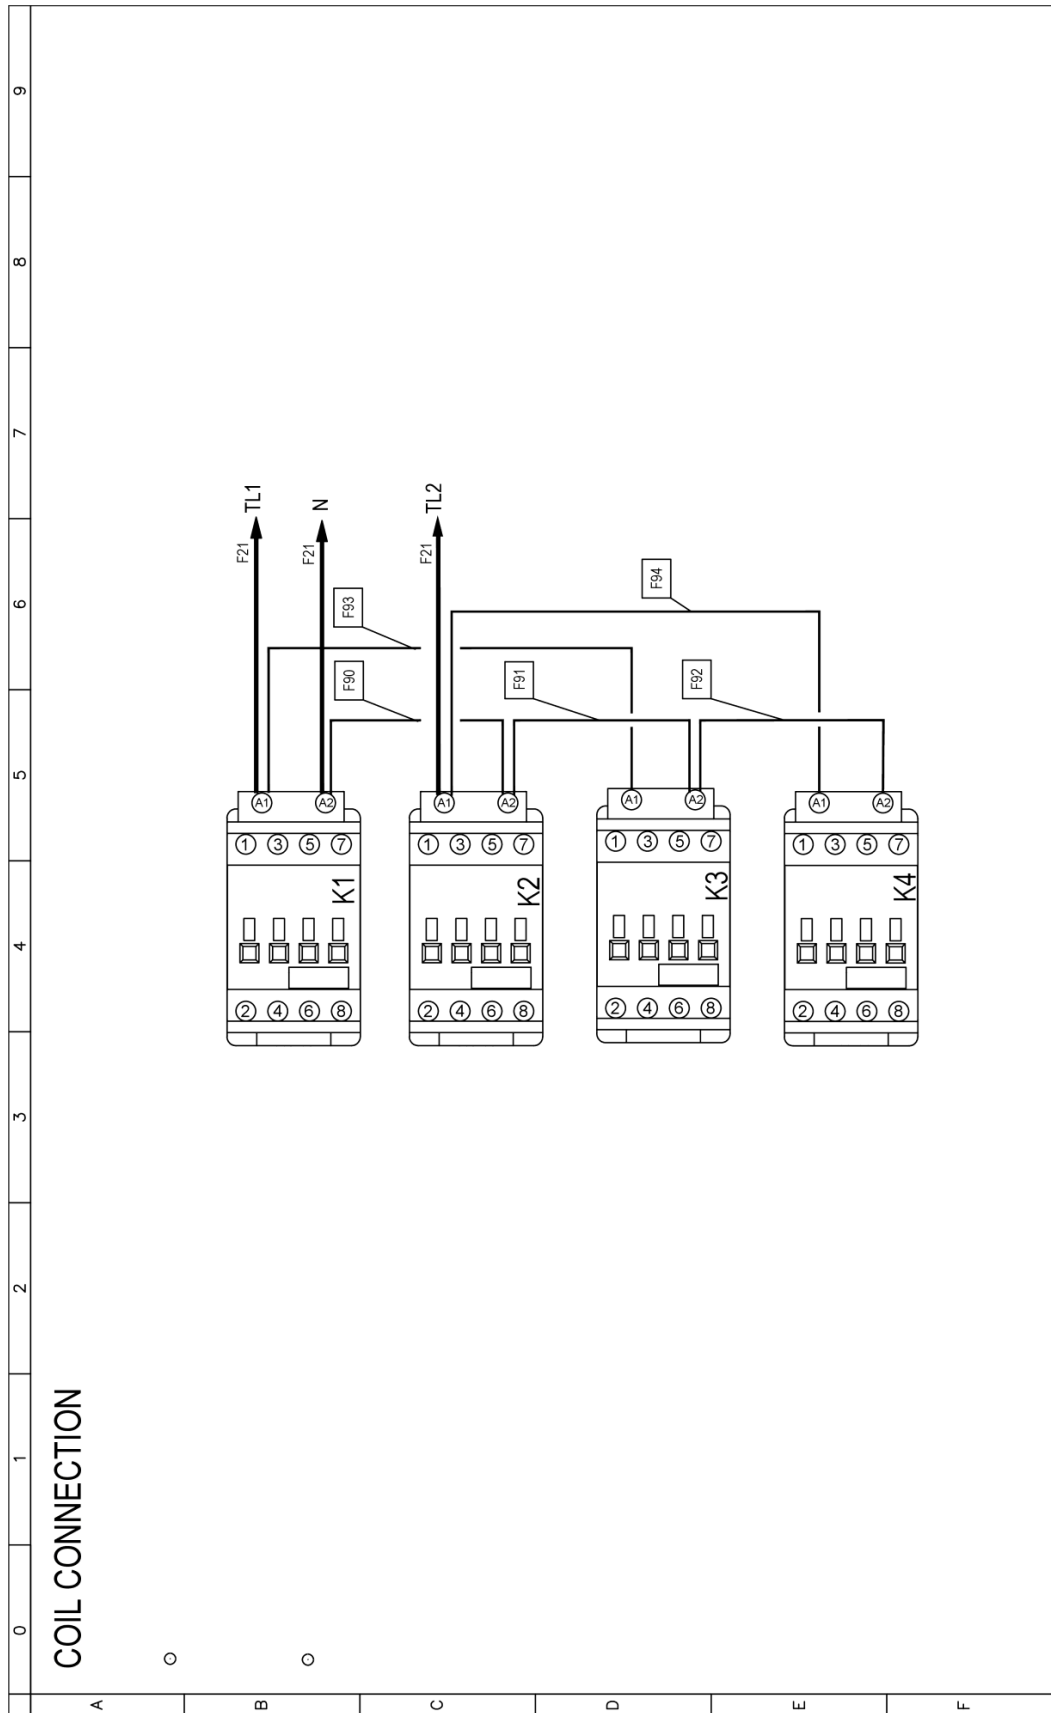 COIL CONNECTION
0
1
2
3
4
5
6
7
8
9
A
B
C
D
E
F
TL1
N
TL2
F21
F21
F21
F93
F90
F94
F91
F92
A1 A2
1 3 5 7
K1
2 4 6 8
A1 A2
1 3 5 7
K2
2 4 6 8
A1 A2
1 3 5 7
K3
2 4 6 8
A1 A2
1 3 5 7
K4
2 4 6 8